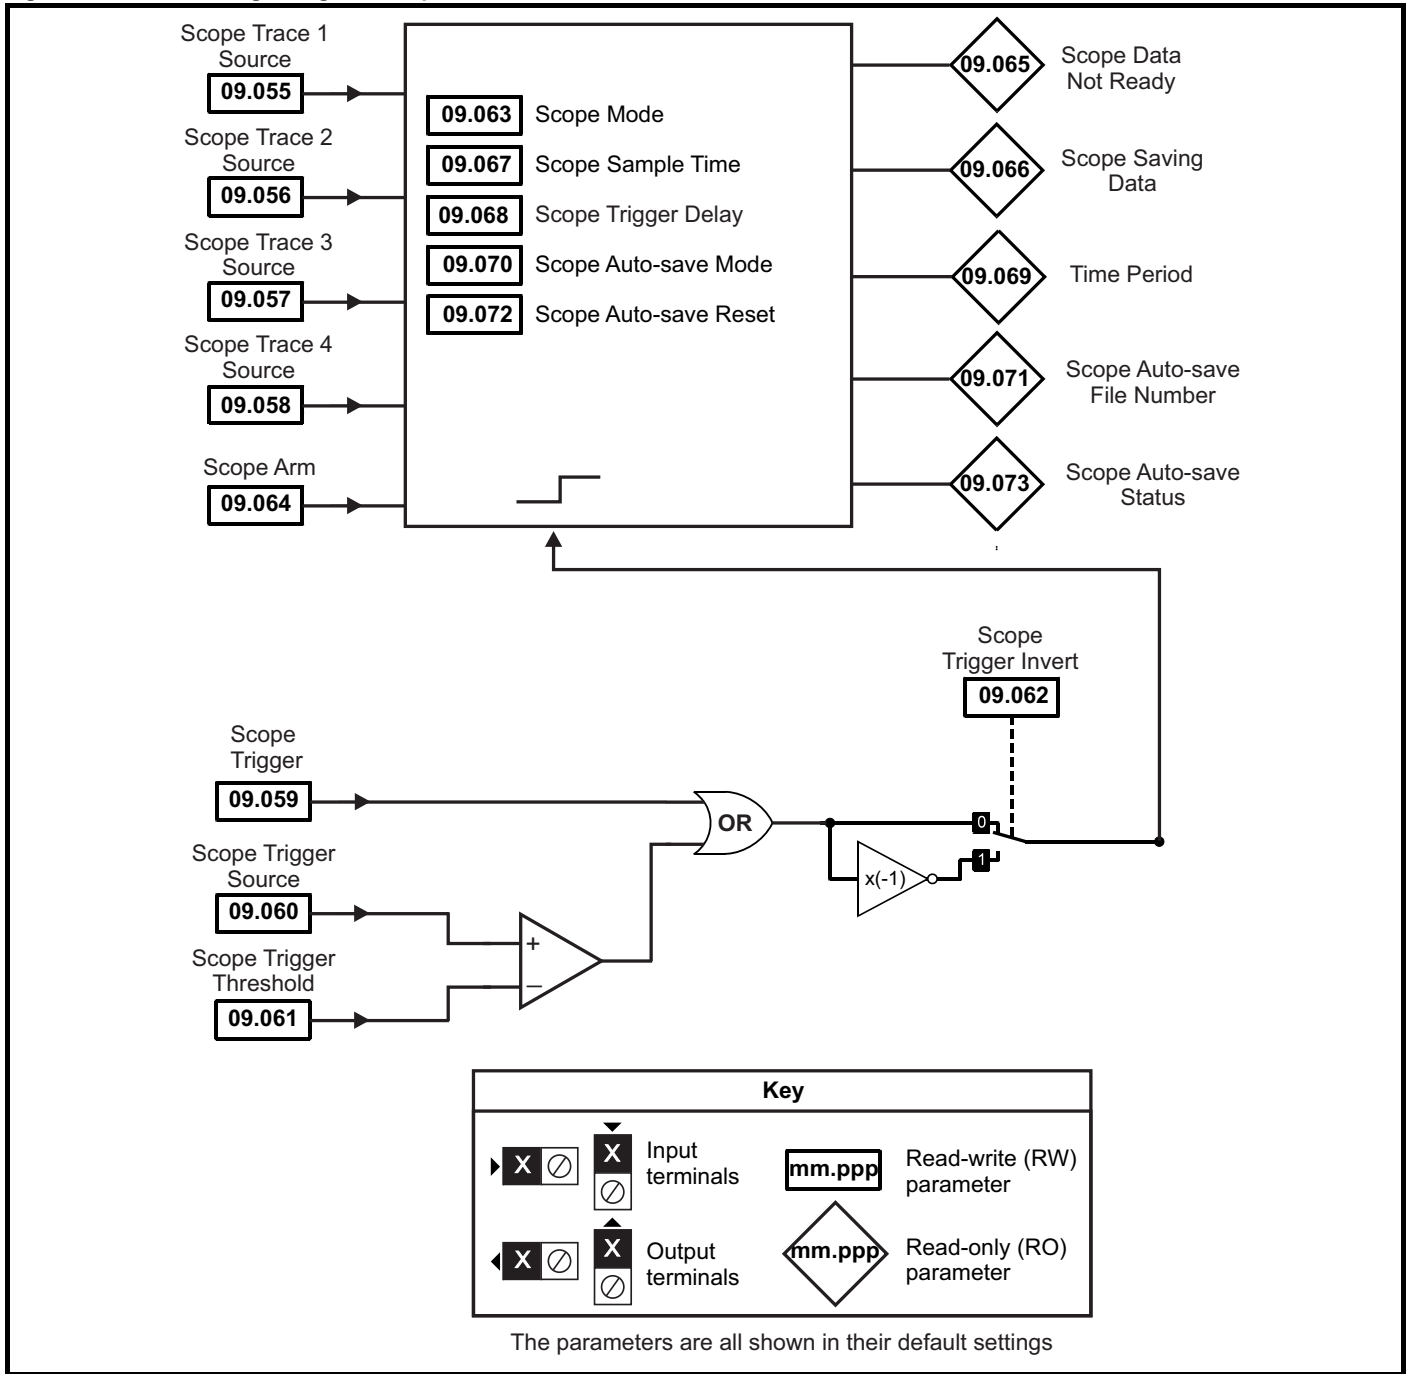 Scope Trace 1
Source
09.055
Scope Trace 2
Source
09.056
Scope Trace 3
Source
09.057
Scope Trace 4
Source
09.058
Scope Arm
09.064
09.063 Scope Mode
09.067 Scope Sample Time
09.068 Scope Trigger Delay
09.070 Scope Auto-save Mode
09.072 Scope Auto-save Reset
09.065
Scope Data
Not Ready
09.066
Scope Saving
Data
09.069
Time Period
09.071
Scope Auto-save
File Number
09.073
Scope Auto-save
Status
Scope
Trigger Invert
09.062
Scope
Trigger
09.059
Scope Trigger
Source
09.060
Scope Trigger
Threshold
09.061
+
–
OR
0
1
x(-1)
Key
X
X
Input
terminals
mm.ppp
Read-write (RW)
parameter
X
X
Output
terminals
mm.ppp
Read-only (RO)
parameter
The parameters are all shown in their default settings